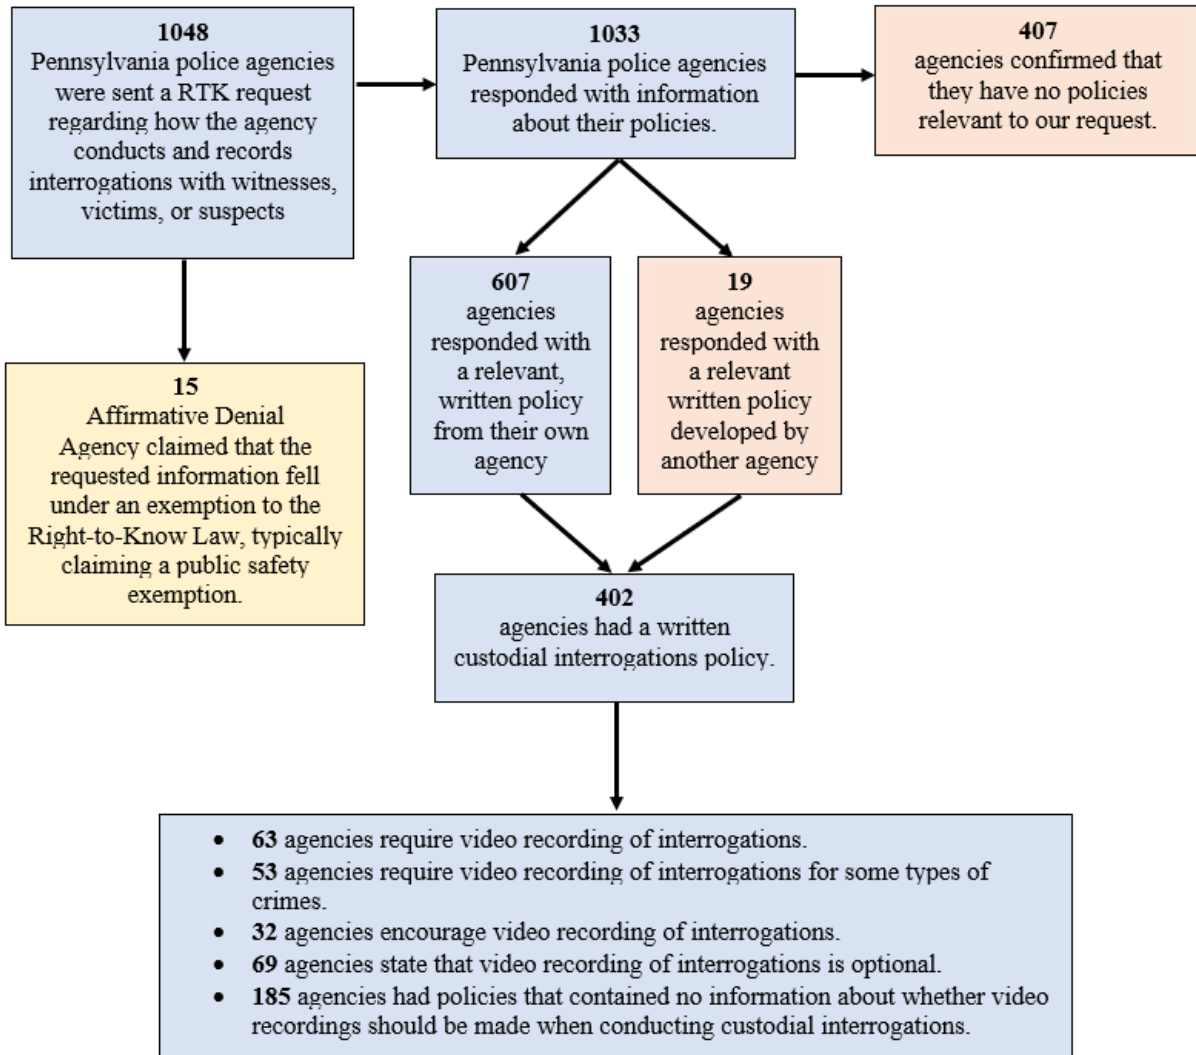 1048
Pennsylvania police agencies
were sent a RTK request
regarding how the agency
conducts and records
interrogations with witnesses,
victims, or suspects
1033
Pennsylvania police agencies
responded with information
about their policies.
407
agencies confirmed that
they have no policies
relevant to our request.
607
agencies
responded with
a relevant,
written policy
from their own
agency
19
agencies
responded with
a relevant
written policy
developed by
another agency
15
Affirmative Denial
Agency claimed that the
requested information fell
under an exemption to the
Right-to-Know Law, typically
claiming a public safety
exemption.
402
agencies had a written
custodial interrogations policy.
• 63 agencies require video recording of interrogations.
• 53 agencies require video recording of interrogations for some types of
crimes.
• 32 agencies encourage video recording of interrogations.
• 69 agencies state that video recording of interrogations is optional.
• 185 agencies had policies that contained no information about whether video
recordings should be made when conducting custodial interrogations.